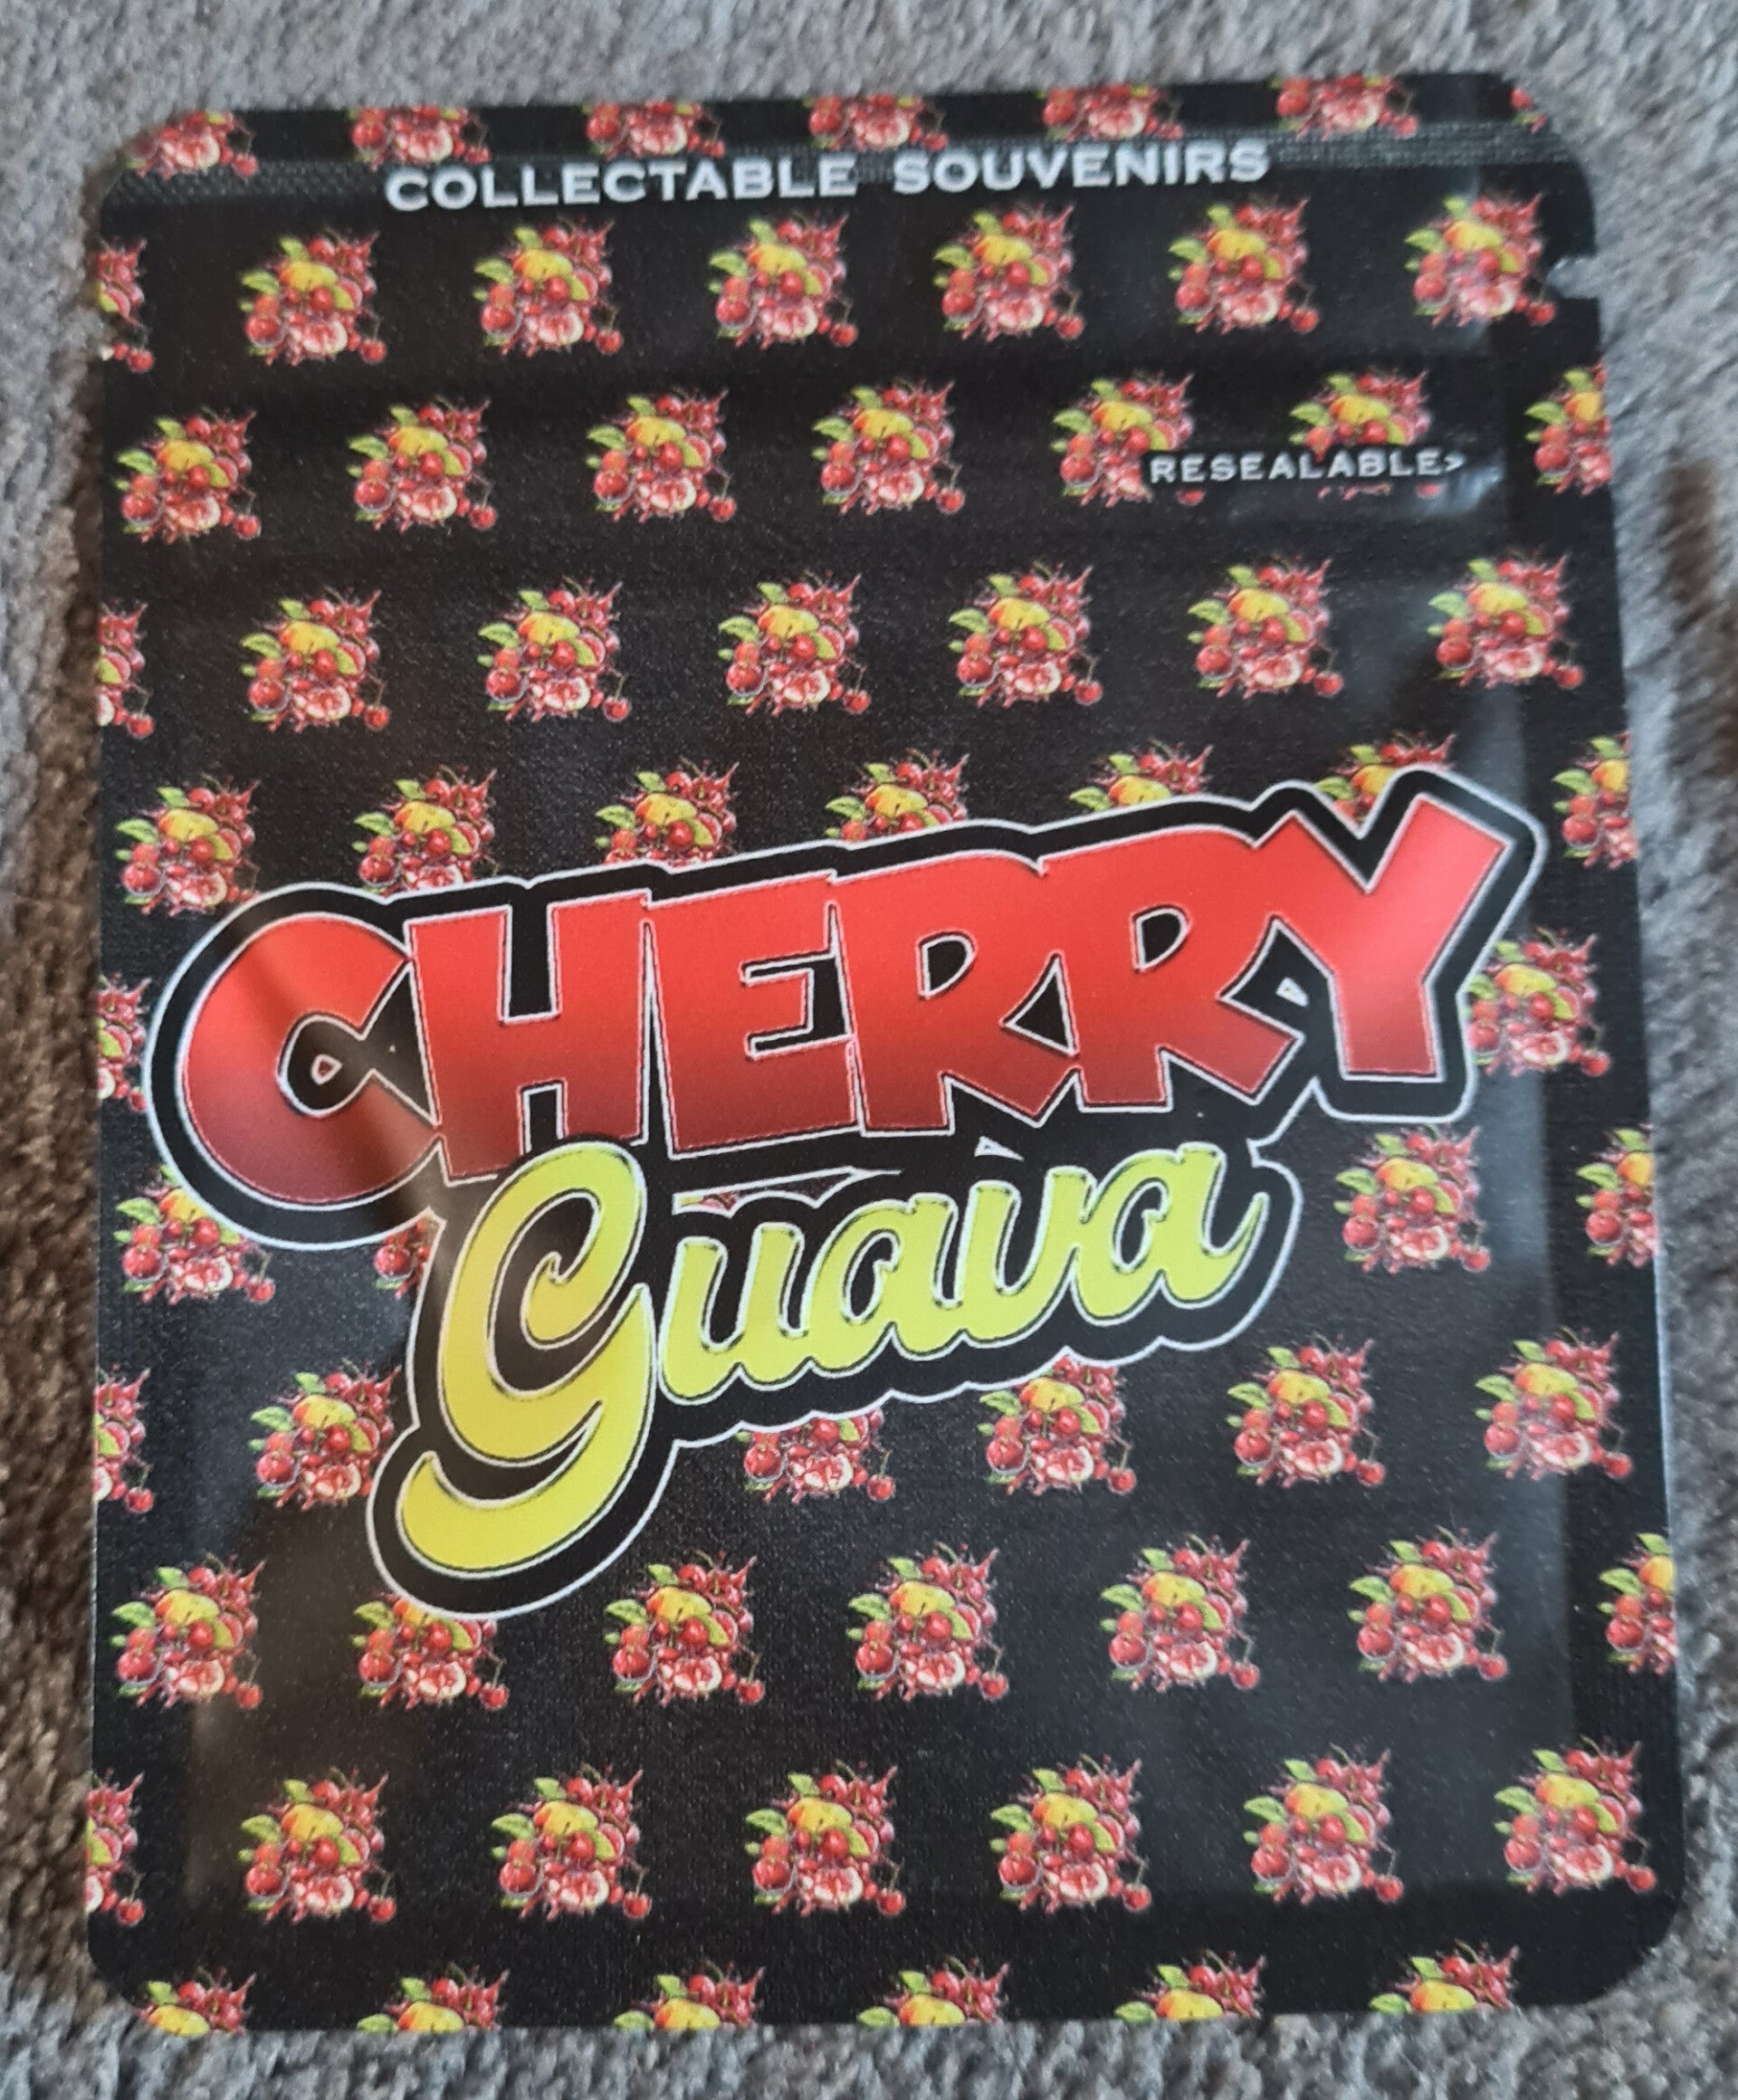 COLLECTABLE SOUVENIRS
RESEALABLE>
CHERRY
Guava